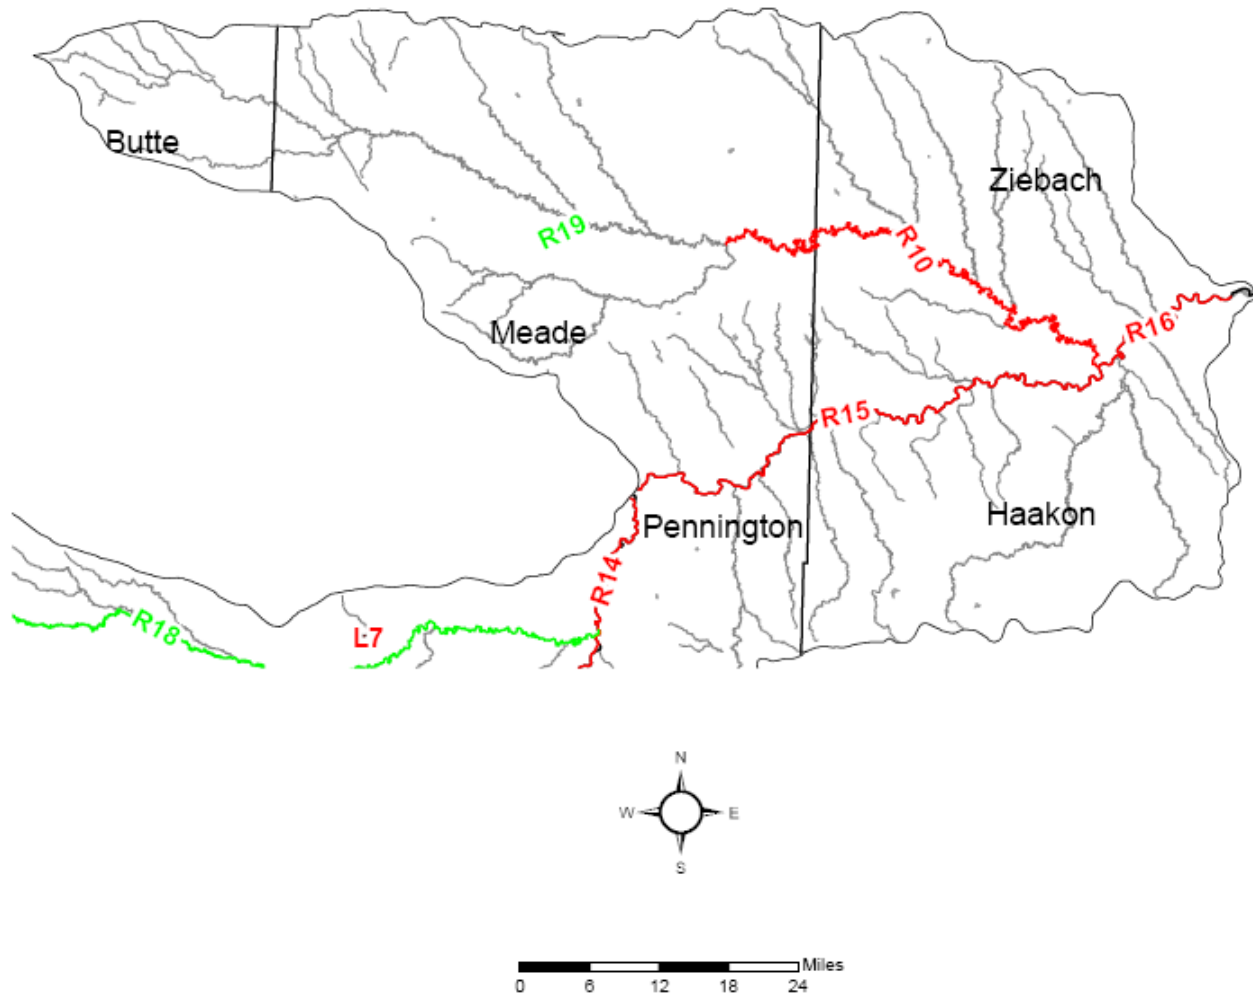 Butte
Ziebach
R19
R10
Meade
R16
R15
Pennington
Haakon
R14
R18
L7
N
W E
S
Miles
0 6 12 18 24